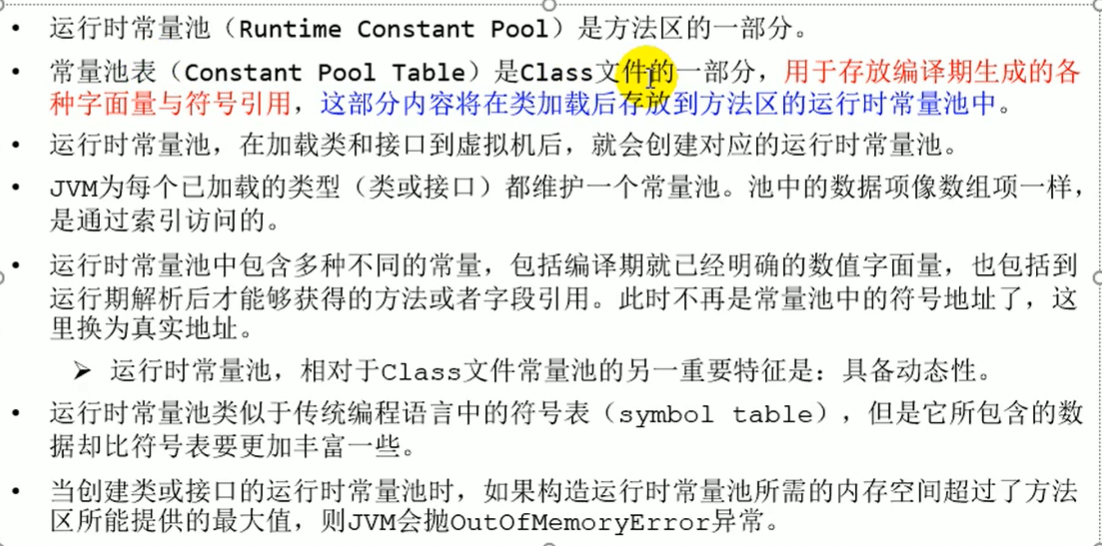 • 运行时常量池（Runtime Constant Pool）是方法区的一部分。
• 常量池表（Constant Pool Table）是Class文件的一部分，用于存放编译期生成的各
种字面量与符号引用，这部分内容将在类加载后存放到方法区的运行时常量池中。
• 运行时常量池，在加载类和接口到虚拟机后，就会创建对应的运行时常量池。
• JVM为每个已加载的类型（类或接口）都维护一个常量池。池中的数据项像数组项一样，
是通过索引访问的。
• 运行时常量池中包含多种不同的常量，包括编译期就已经明确的数值字面量，也包括到
运行期解析后才能够获得的方法或者字段引用。此时不再是常量池中的符号地址了，这
里换为真实地址。
➢ 运行时常量池，相对于Class文件常量池的另一重要特征是：具备动态性。
• 运行时常量池类似于传统编程语言中的符号表（symbol table），但是它所包含的数
据却比符号表要更加丰富一些。
• 当创建类或接口的运行时常量池时，如果构造运行时常量池所需的内存空间超过了方法
区所能提供的最大值，则JVM会抛OutOfMemoryError异常。